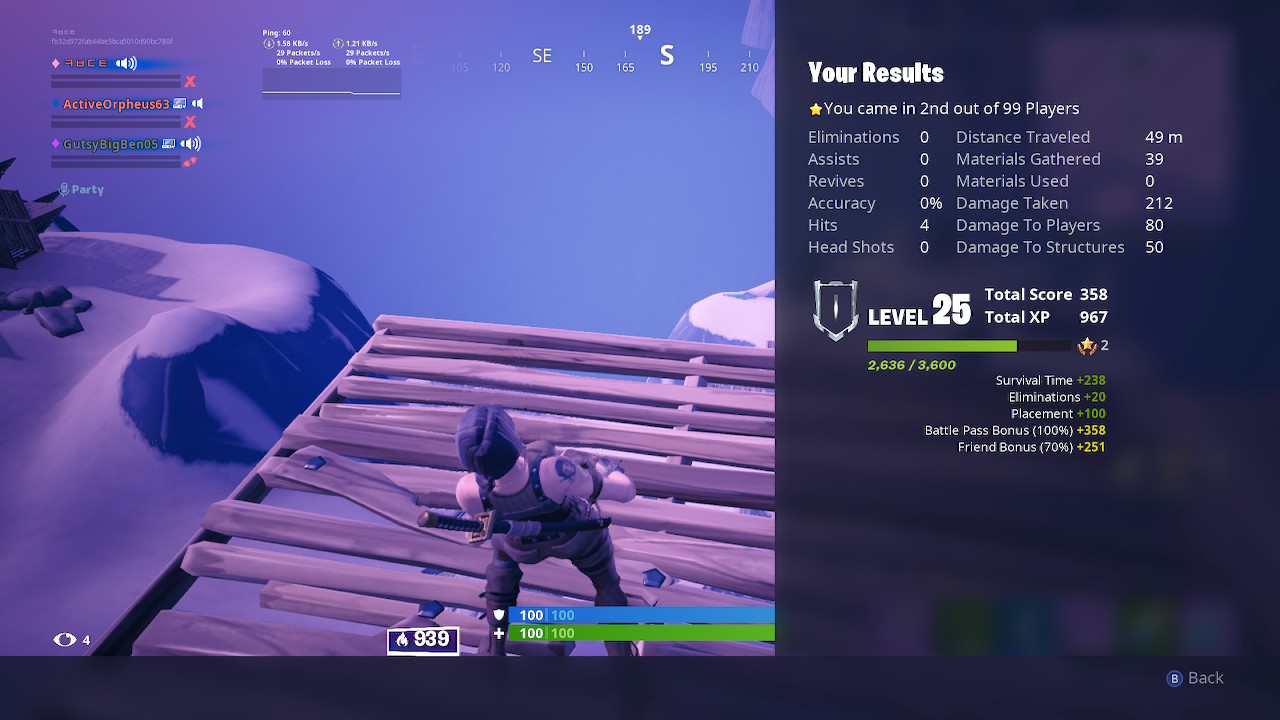 ㅋㅂㄷㅌ
fb32d972fab44be5bca5010d90bc780f
ㅋㅂㄷㅌ
ActiveOrpheus63
GutsyBigBen05
Party
Ping: 60
1.58 KB/s 1.21 KB/s
29 Packets/s 29 Packets/s
0% Packet Loss 0% Packet Loss
189
E 105 120 SE 150 165 S 195 210
4
939
100 | 100
100 | 100
Your Results
You came in 2nd out of 99 Players
Eliminations 0 Distance Traveled 49 m
Assists 0 Materials Gathered 39
Revives 0 Materials Used 0
Accuracy 0% Damage Taken 212
Hits 4 Damage To Players 80
Head Shots 0 Damage To Structures 50
LEVEL 25
Total Score 358
Total XP 967
2
2,636 / 3,600
Survival Time +238
Eliminations +20
Placement +100
Battle Pass Bonus (100%) +358
Friend Bonus (70%) +251
B Back